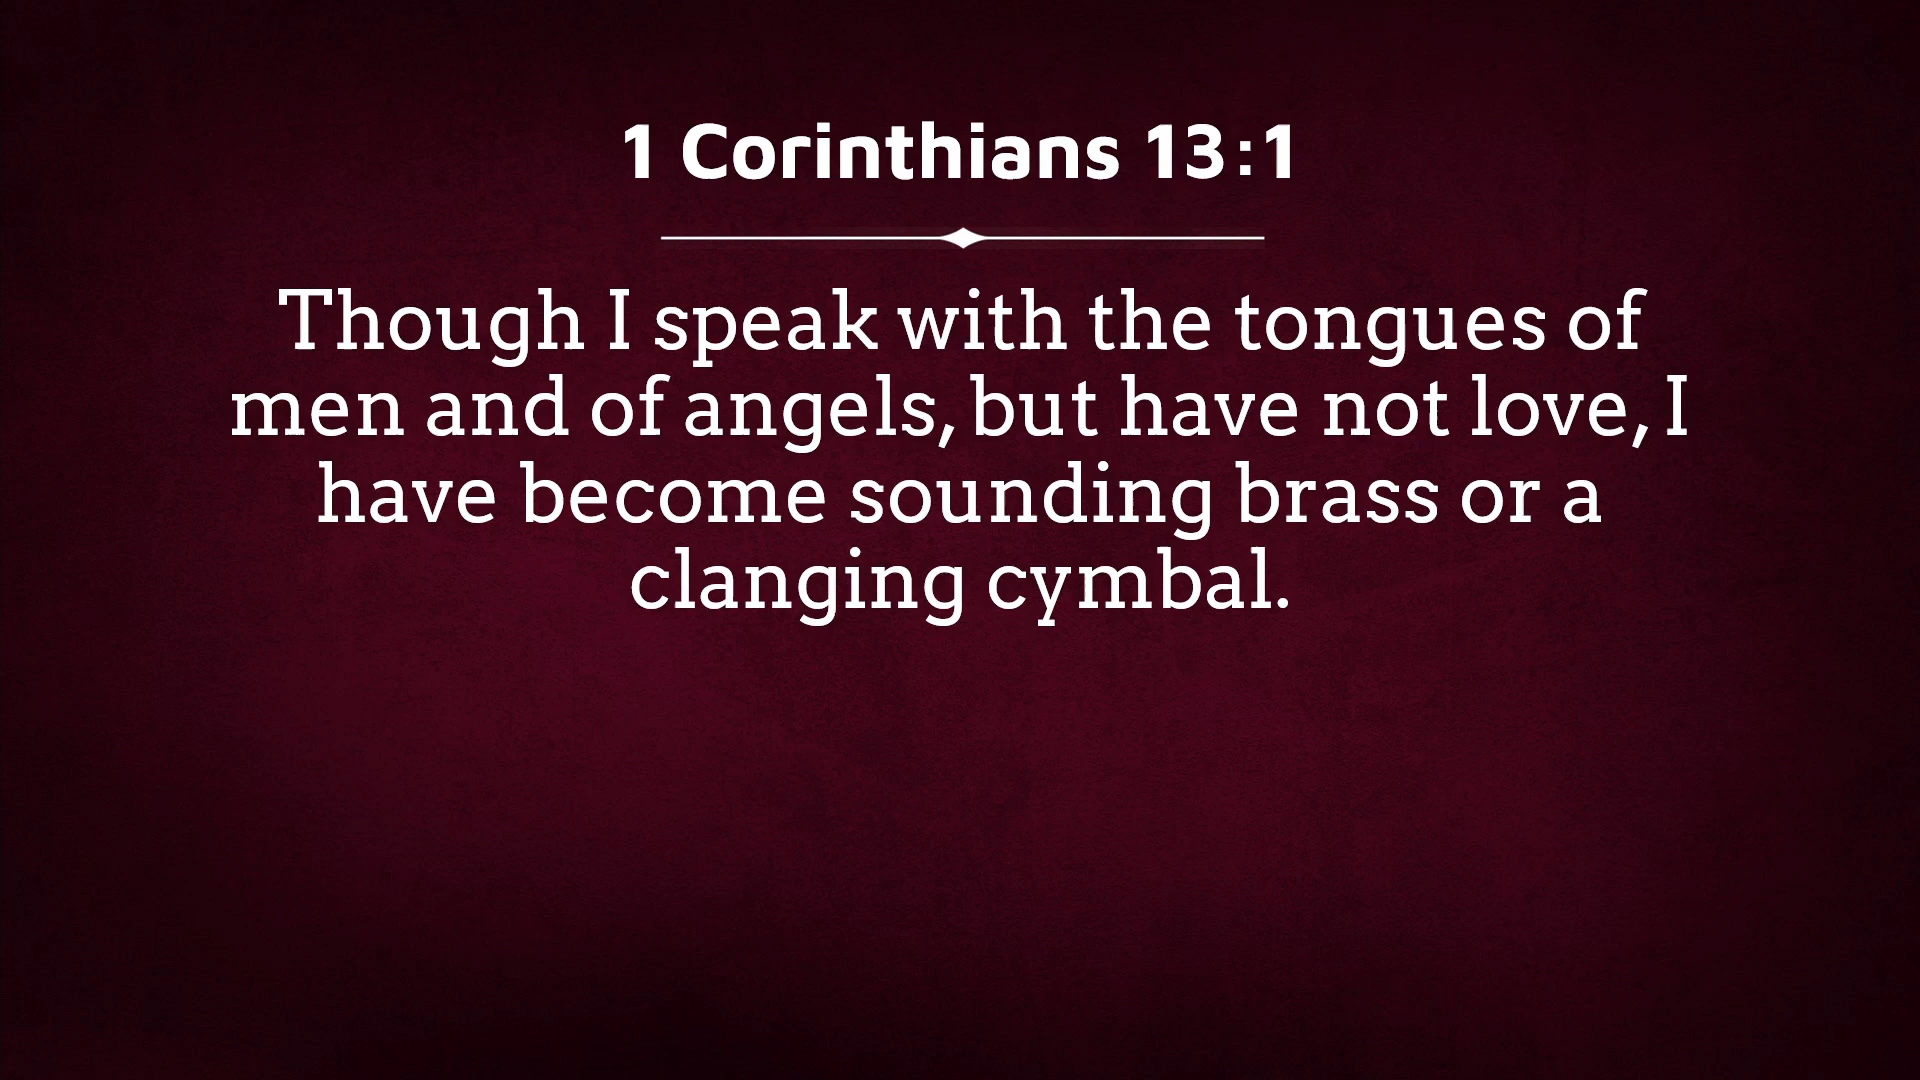 1 Corinthians 13:1
Though I speak with the tongues of
men and of angels, but have not love, I
have become sounding brass or a
clanging cymbal.